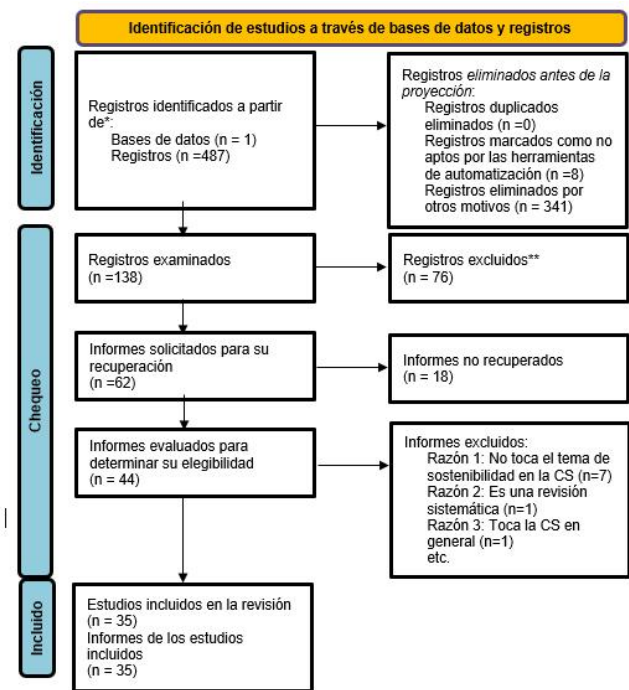 Identificación de estudios a través de bases de datos y registros
Identificación
Registros identificados a partir
de*:
Bases de datos (n = 1)
Registros (n =487)
Registros eliminados antes de la
proyección:
Registros duplicados
eliminados (n =0)
Registros marcados como no
aptos por las herramientas
de automatización (n =8)
Registros eliminados por
otros motivos (n = 341)
Chequeo
Registros examinados
(n =138)
Registros excluidos**
(n = 76)
Informes solicitados para su
recuperación
(n =62)
Informes no recuperados
(n = 18)
Informes evaluados para
determinar su elegibilidad
(n = 44)
Informes excluidos:
Razón 1: No toca el tema de
sostenibilidad en la CS (n=7)
Razón 2: Es una revisión
sistemática (n=1)
Razón 3: Toca la CS en
general (n=1)
etc.
Incluido
Estudios incluidos en la revisión
(n = 35)
Informes de los estudios
incluidos
(n = 35)